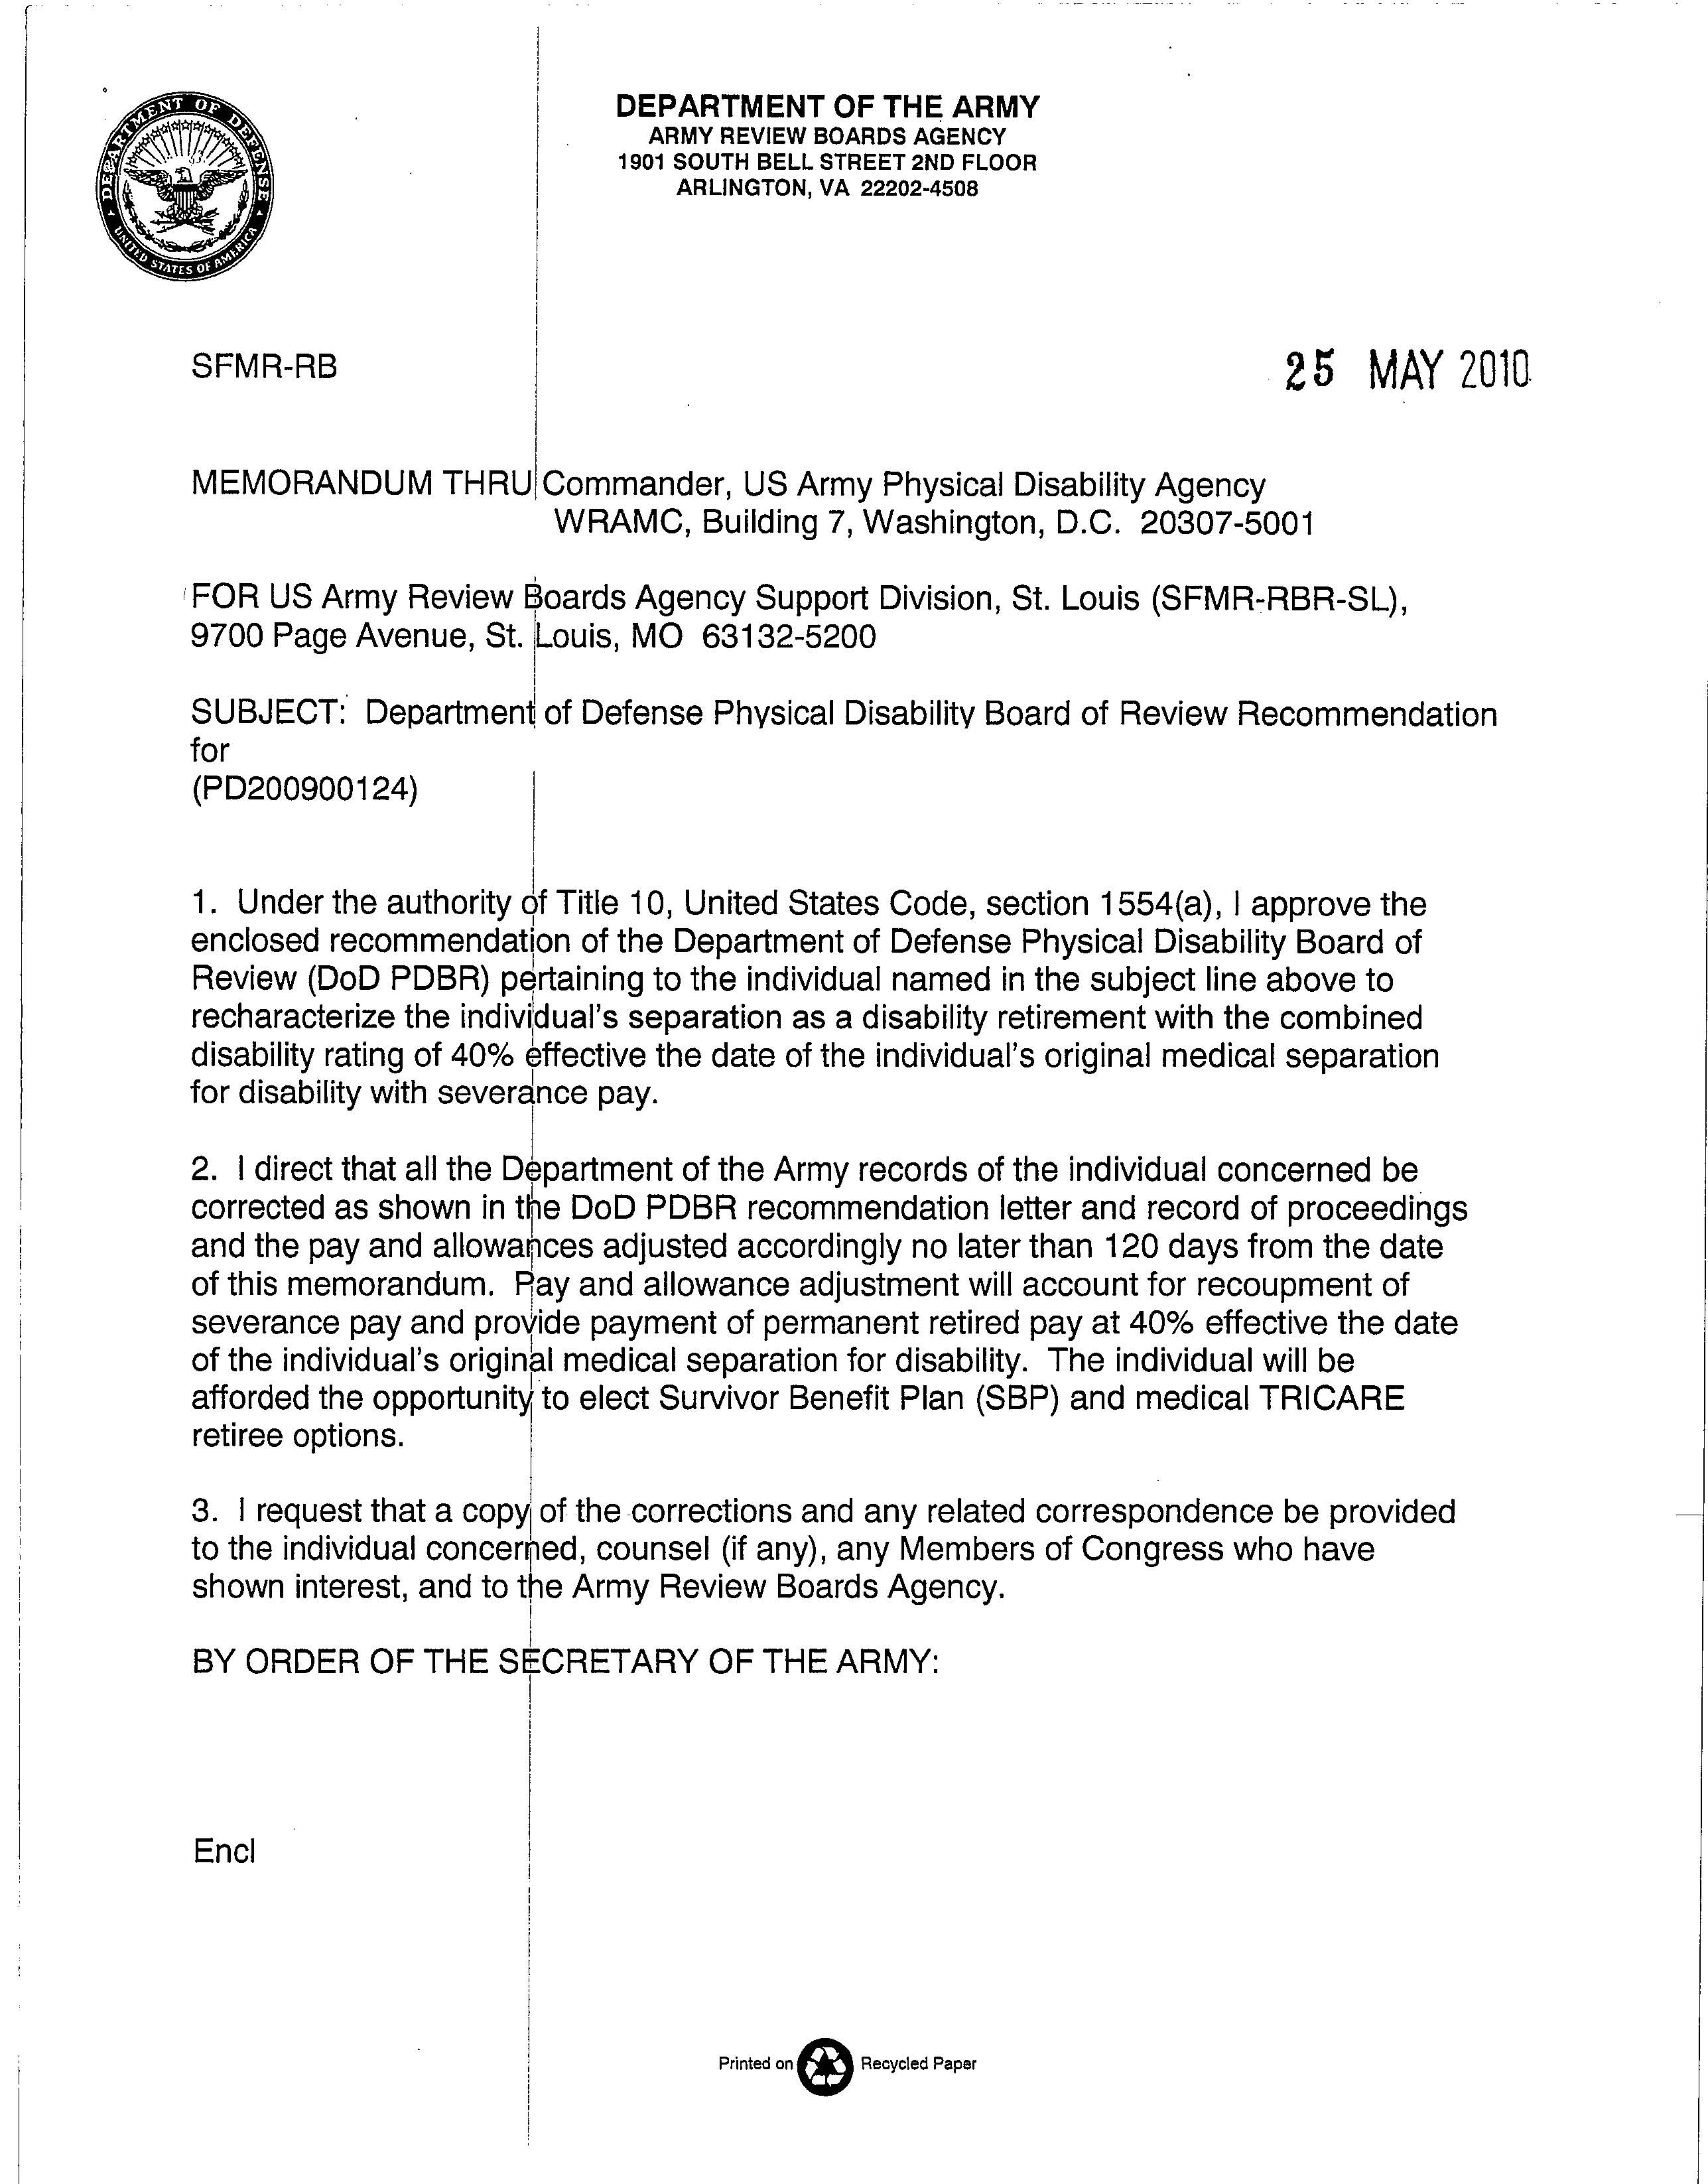 DEPARTMENT OF DEFENSE
UNITED STATES OF AMERICA
DEPARTMENT OF THE ARMY
ARMY REVIEW BOARDS AGENCY
1901 SOUTH BELL STREET 2ND FLOOR
ARLINGTON, VA 22202-4508
SFMR-RB
25 MAY 2010
MEMORANDUM THRU Commander, US Army Physical Disability Agency
WRAMC, Building 7, Washington, D.C. 20307-5001
FOR US Army Review Boards Agency Support Division, St. Louis (SFMR-RBR-SL),
9700 Page Avenue, St. Louis, MO 63132-5200
SUBJECT: Department of Defense Physical Disability Board of Review Recommendation
for
(PD200900124)
1. Under the authority of Title 10, United States Code, section 1554(a), I approve the
enclosed recommendation of the Department of Defense Physical Disability Board of
Review (DoD PDBR) pertaining to the individual named in the subject line above to
recharacterize the individual's separation as a disability retirement with the combined
disability rating of 40% effective the date of the individual's original medical separation
for disability with severance pay.
2. I direct that all the Department of the Army records of the individual concerned be
corrected as shown in the DoD PDBR recommendation letter and record of proceedings
and the pay and allowances adjusted accordingly no later than 120 days from the date
of this memorandum. Pay and allowance adjustment will account for recoupment of
severance pay and provide payment of permanent retired pay at 40% effective the date
of the individual's original medical separation for disability. The individual will be
afforded the opportunity to elect Survivor Benefit Plan (SBP) and medical TRICARE
retiree options.
3. I request that a copy of the corrections and any related correspondence be provided
to the individual concerned, counsel (if any), any Members of Congress who have
shown interest, and to the Army Review Boards Agency.
BY ORDER OF THE SECRETARY OF THE ARMY:
Encl
Printed on Recycled Paper